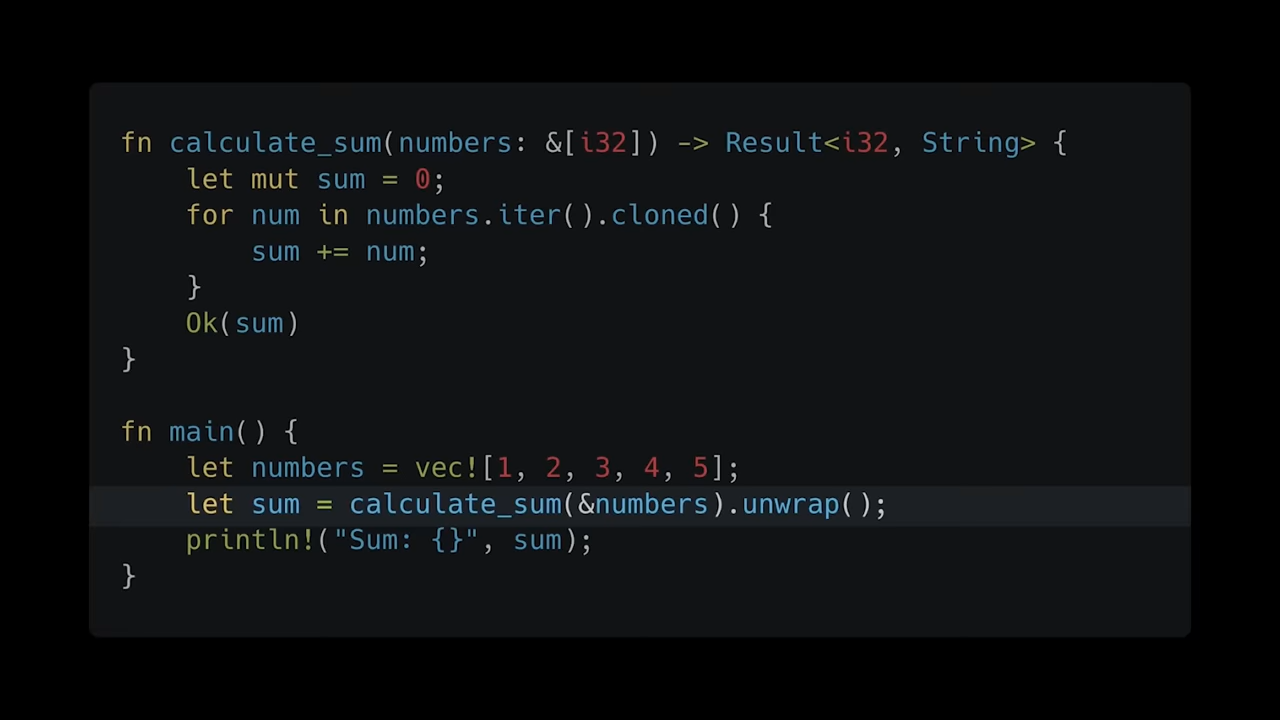 fn calculate_sum(numbers: &[i32]) -> Result<i32, String> {
    let mut sum = 0;
    for num in numbers.iter().cloned() {
        sum += num;
    }
    Ok(sum)
}

fn main() {
    let numbers = vec![1, 2, 3, 4, 5];
    let sum = calculate_sum(&numbers).unwrap();
    println!("Sum: {}", sum);
}